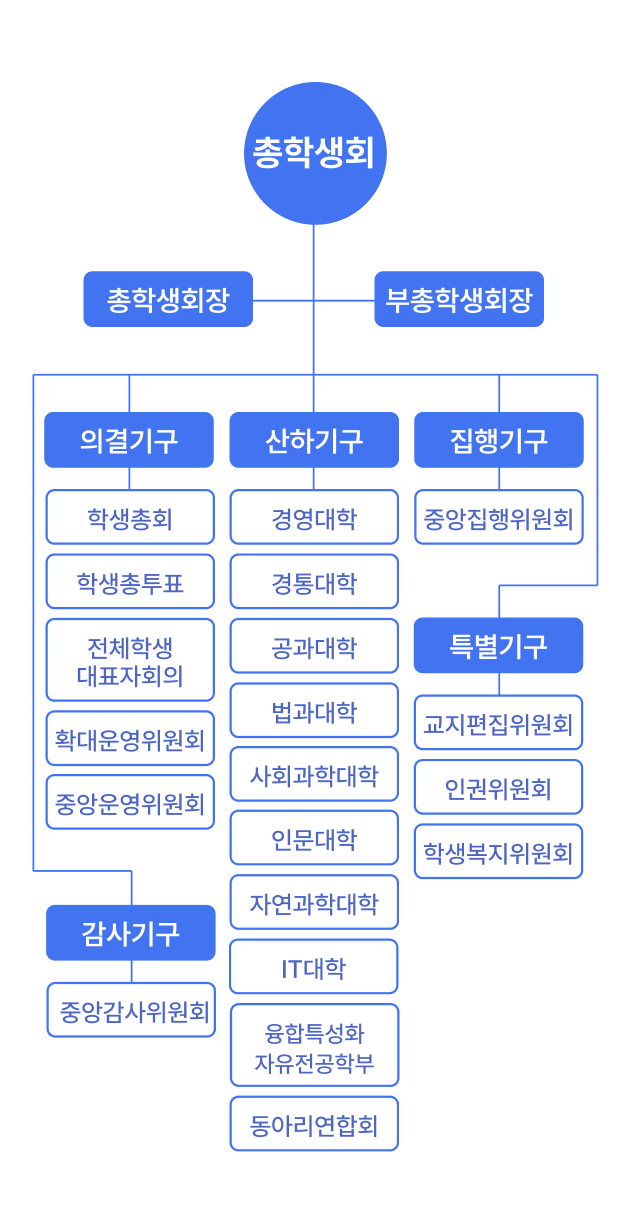 총학생회
총학생회장
부총학생회장
의결기구
학생총회
학생총투표
전체학생
대표자회의
확대운영위원회
중앙운영위원회
감사기구
중앙감사위원회
산하기구
경영대학
경통대학
공과대학
법과대학
사회과학대학
인문대학
자연과학대학
IT대학
융합특성화
자유전공학부
동아리연합회
집행기구
중앙집행위원회
특별기구
교지편집위원회
인권위원회
학생복지위원회